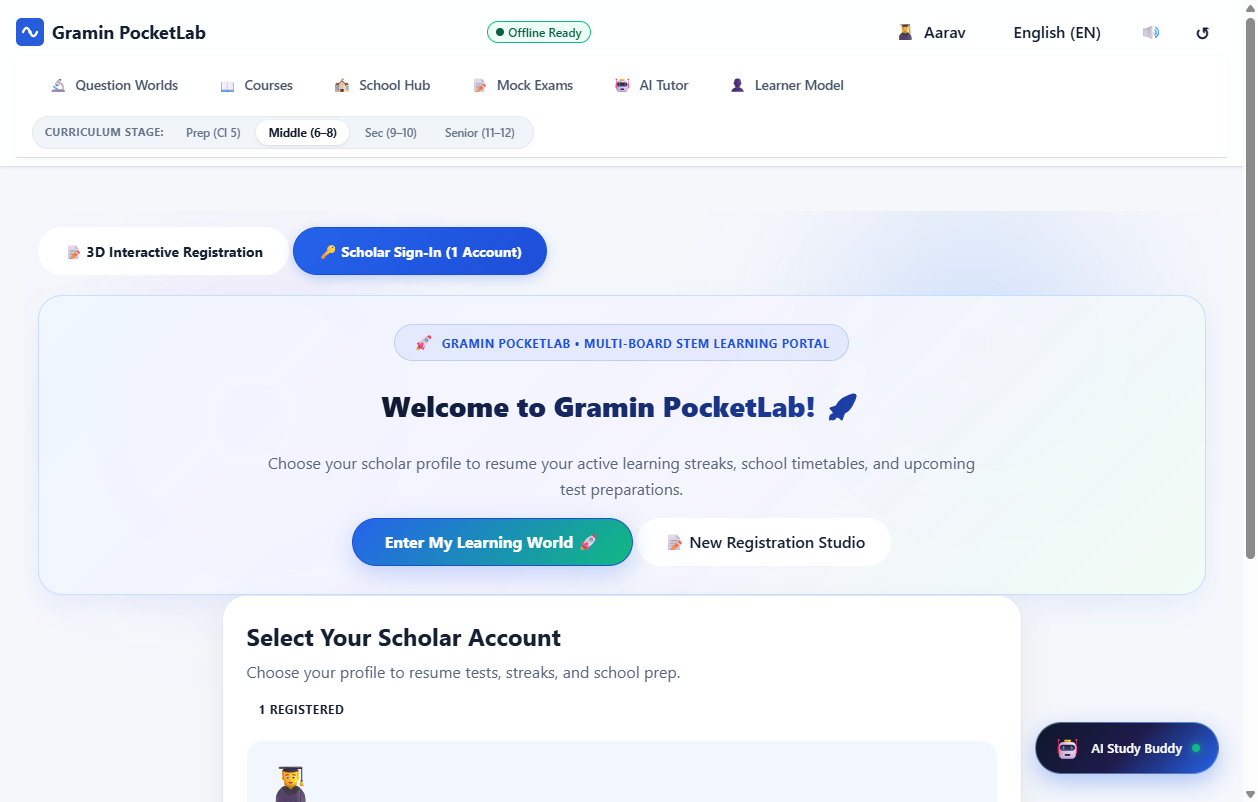 Gramin PocketLab
Offline Ready
Aarav
English (EN)
Question Worlds
Courses
School Hub
Mock Exams
AI Tutor
Learner Model
CURRICULUM STAGE:
Prep (Cl 5)
Middle (6–8)
Sec (9–10)
Senior (11–12)
3D Interactive Registration
Scholar Sign-In (1 Account)
GRAMIN POCKETLAB • MULTI-BOARD STEM LEARNING PORTAL
Welcome to Gramin PocketLab!
Choose your scholar profile to resume your active learning streaks, school timetables, and upcoming
test preparations.
Enter My Learning World
New Registration Studio
Select Your Scholar Account
Choose your profile to resume tests, streaks, and school prep.
1 REGISTERED
AI Study Buddy